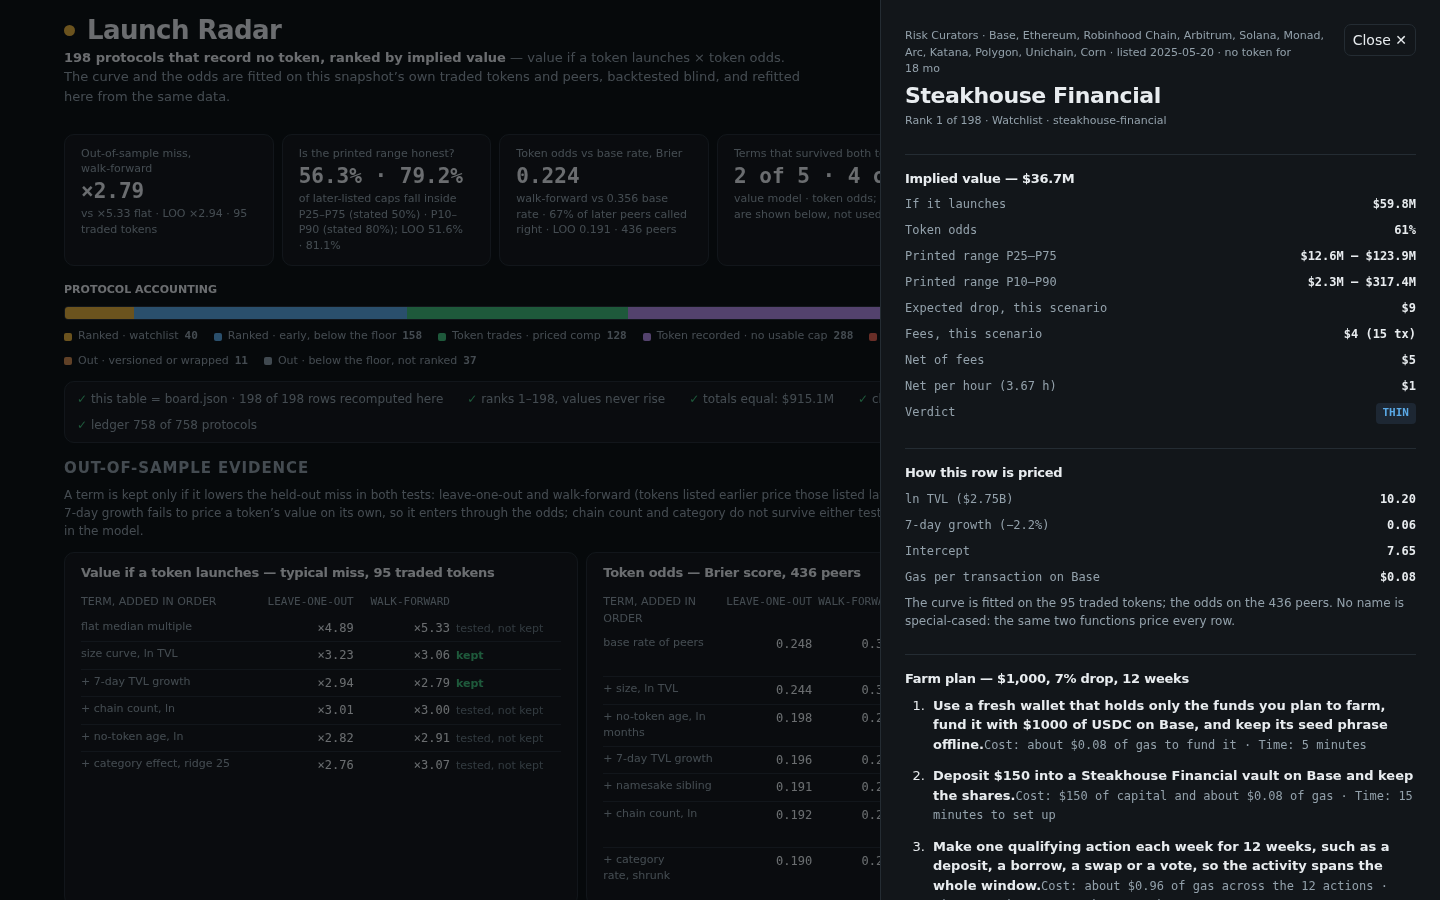 Launch Radar
198 protocols that record no token, ranked by implied value — value if a token launches × token odds.
The curve and the odds are fitted on this snapshot's own traded tokens and peers, backtested blind, and refitted
here from the same data.
Out-of-sample miss,
walk-forward
×2.79
vs ×5.33 flat · LOO ×2.94 · 95
traded tokens
Is the printed range honest?
56.3% · 79.2%
of later-listed caps fall inside
P25–P75 (stated 50%) · P10–
P90 (stated 80%); LOO 51.6%
· 81.1%
Token odds vs base rate, Brier
0.224
walk-forward vs 0.356 base
rate · 67% of later peers called
right · LOO 0.191 · 436 peers
Terms that survived both t
2 of 5 · 4 o
value model · token odds;
are shown below, not used
PROTOCOL ACCOUNTING
Ranked · watchlist 40
Ranked · early, below the floor 158
Token trades · priced comp 128
Token recorded · no usable cap 288
Out · versioned or wrapped 11
Out · below the floor, not ranked 37
✓ this table = board.json · 198 of 198 rows recomputed here
✓ ranks 1–198, values never rise
✓ totals equal: $915.1M
✓ cl
✓ ledger 758 of 758 protocols
OUT-OF-SAMPLE EVIDENCE
A term is kept only if it lowers the held-out miss in both tests: leave-one-out and walk-forward (tokens listed earlier price those listed la
7-day growth fails to price a token's value on its own, so it enters through the odds; chain count and category do not survive either test
in the model.
Value if a token launches — typical miss, 95 traded tokens
TERM, ADDED IN ORDER LEAVE-ONE-OUT WALK-FORWARD
flat median multiple ×4.89 ×5.33 tested, not kept
size curve, ln TVL ×3.23 ×3.06 kept
+ 7-day TVL growth ×2.94 ×2.79 kept
+ chain count, ln ×3.01 ×3.00 tested, not kept
+ no-token age, ln ×2.82 ×2.91 tested, not kept
+ category effect, ridge 25 ×2.76 ×3.07 tested, not kept
Token odds — Brier score, 436 peers
TERM, ADDED IN
ORDER
LEAVE-ONE-OUT WALK-FORWA
base rate of peers 0.248 0.3
+ size, ln TVL 0.244 0.3
+ no-token age, ln
months
0.198 0.2
+ 7-day TVL growth 0.196 0.2
+ namesake sibling 0.191 0.2
+ chain count, ln 0.192 0.2
+ category
rate, shrunk
0.190 0.2
Risk Curators · Base, Ethereum, Robinhood Chain, Arbitrum, Solana, Monad,
Arc, Katana, Polygon, Unichain, Corn · listed 2025-05-20 · no token for
18 mo
Close ✕
Steakhouse Financial
Rank 1 of 198 · Watchlist · steakhouse-financial
Implied value — $36.7M
If it launches $59.8M
Token odds 61%
Printed range P25–P75 $12.6M — $123.9M
Printed range P10–P90 $2.3M — $317.4M
Expected drop, this scenario $9
Fees, this scenario $4 (15 tx)
Net of fees $5
Net per hour (3.67 h) $1
Verdict THIN
How this row is priced
ln TVL ($2.75B) 10.20
7-day growth (−2.2%) 0.06
Intercept 7.65
Gas per transaction on Base $0.08
The curve is fitted on the 95 traded tokens; the odds on the 436 peers. No name is
special-cased: the same two functions price every row.
Farm plan — $1,000, 7% drop, 12 weeks
1. Use a fresh wallet that holds only the funds you plan to farm,
fund it with $1000 of USDC on Base, and keep its seed phrase
offline.Cost: about $0.08 of gas to fund it · Time: 5 minutes
2. Deposit $150 into a Steakhouse Financial vault on Base and keep
the shares.Cost: $150 of capital and about $0.08 of gas · Time: 15
minutes to set up
3. Make one qualifying action each week for 12 weeks, such as a
deposit, a borrow, a swap or a vote, so the activity spans the
whole window.Cost: about $0.96 of gas across the 12 actions ·